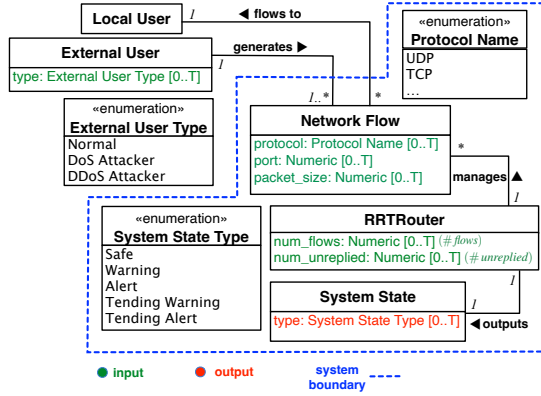 Local User
1
◀ flows to
External User
type: External User Type [0..T]
1
generates ▶
«enumeration»
Protocol Name
UDP
TCP
...
1..*
*
«enumeration»
External User Type
Normal
DoS Attacker
DDoS Attacker
Network Flow
protocol: Protocol Name [0..T]
port: Numeric [0..T]
packet_size: Numeric [0..T]
*
manages ▲
1
«enumeration»
System State Type
Safe
Warning
Alert
Tending Warning
Tending Alert
RRTRouter
num_flows: Numeric [0..T] (# flows)
num_unreplied: Numeric [0..T] (# unreplied)
1
System State
type: System State Type [0..T]
1
◀ outputs
input
output
system
boundary